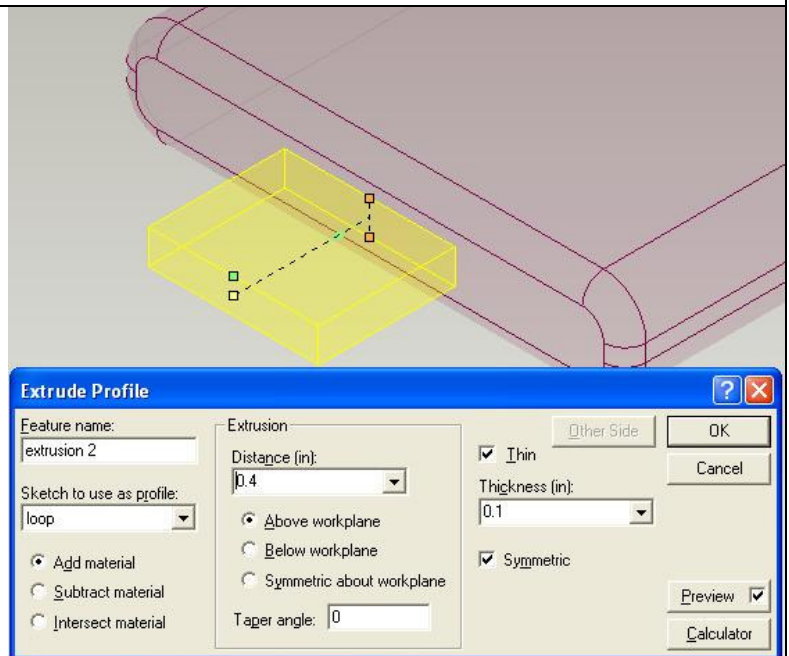 Extrude Profile
Feature name:
extrusion 2
Sketch to use as profile:
loop
Add material
Subtract material
Intersect material
Extrusion
Distance (in):
0.4
Above workplane
Below workplane
Symmetric about workplane
Taper angle: 0
Other Side
Thin
Thickness (in):
0.1
Symmetric
OK
Cancel
Preview
Calculator